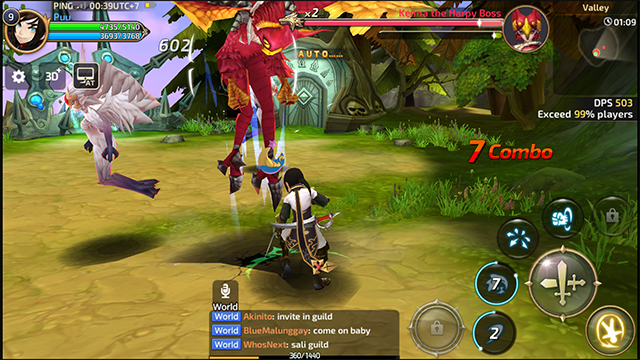 PING 00:39UTC+7
9
Puu
4735/5140
3693/3768
3D
AT
602
x2
Keima the Harpy Boss
AUTO......
Valley
01:09
DPS 503
Exceed 99% players
7 Combo
7
2
World
World Akinito: invite in guild
World BlueMalunggay: come on baby
World WhosNext: sali guild
360/1440